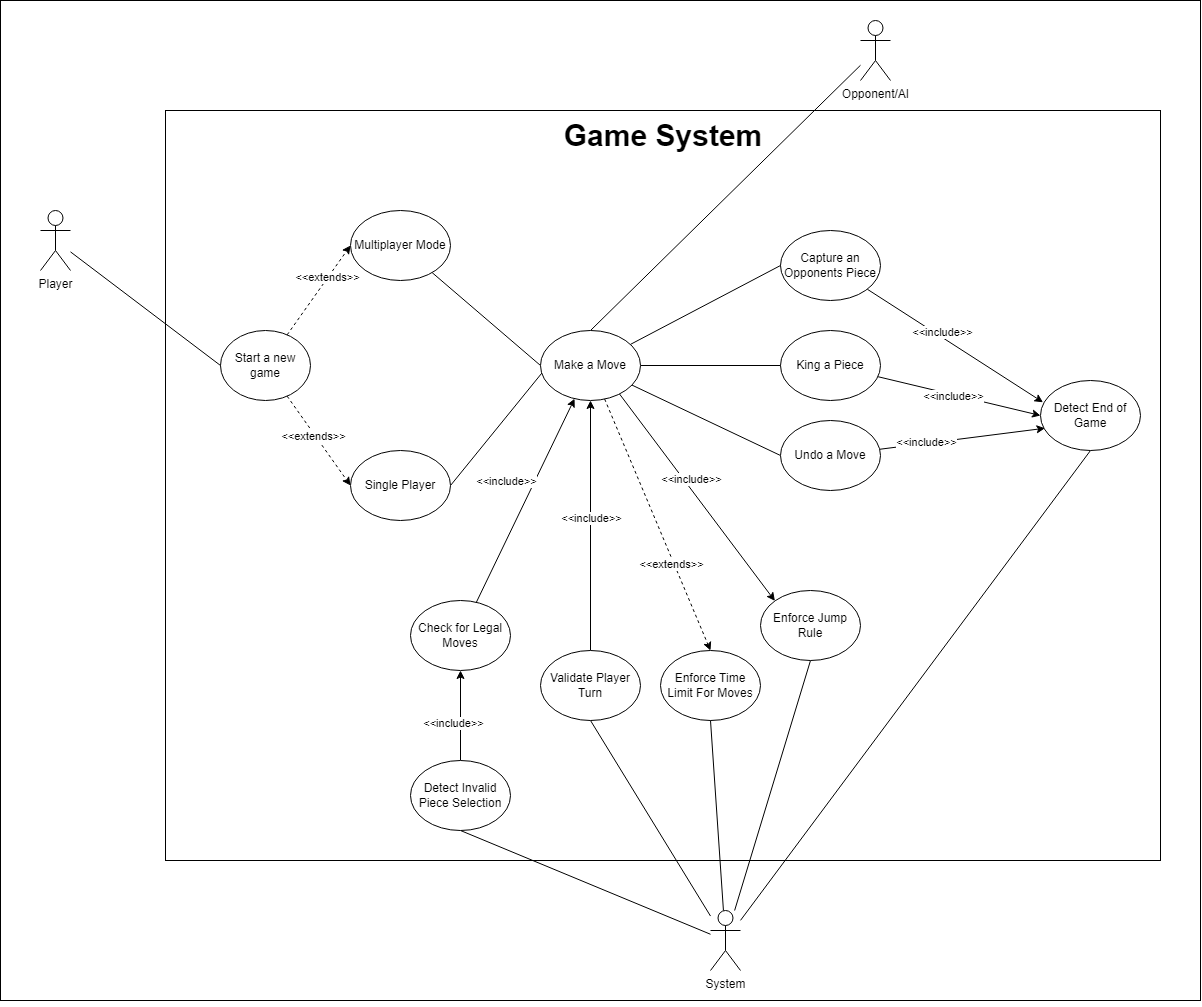 Opponent/AI
Game System
Player
Multiplayer Mode
Capture an
Opponents Piece
<<extends>>
<<include>>
Start a new
game
Make a Move
King a Piece
<<include>>
Detect End of
Game
<<extends>>
<<include>>
Undo a Move
Single Player
<<include>>
<<include>>
<<include>>
<<extends>>
Check for Legal
Moves
Enforce Jump
Rule
Validate Player
Turn
Enforce Time
Limit For Moves
<<include>>
Detect Invalid
Piece Selection
System